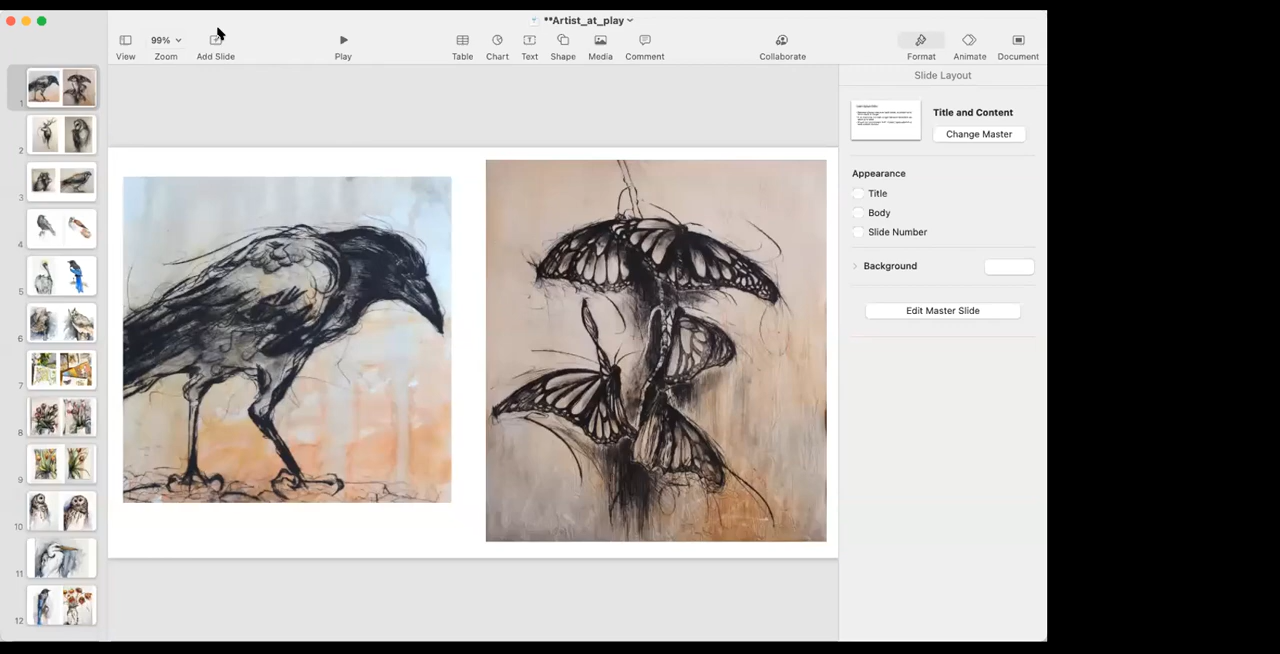 **Artist_at_play
99%
View
Zoom
Add Slide
Play
Table
Chart
Text
Shape
Media
Comment
Collaborate
Format
Animate
Document
1
2
3
4
5
6
7
8
9
10
11
12
Slide Layout
Title and Content
Change Master
Appearance
Title
Body
Slide Number
Background
Edit Master Slide